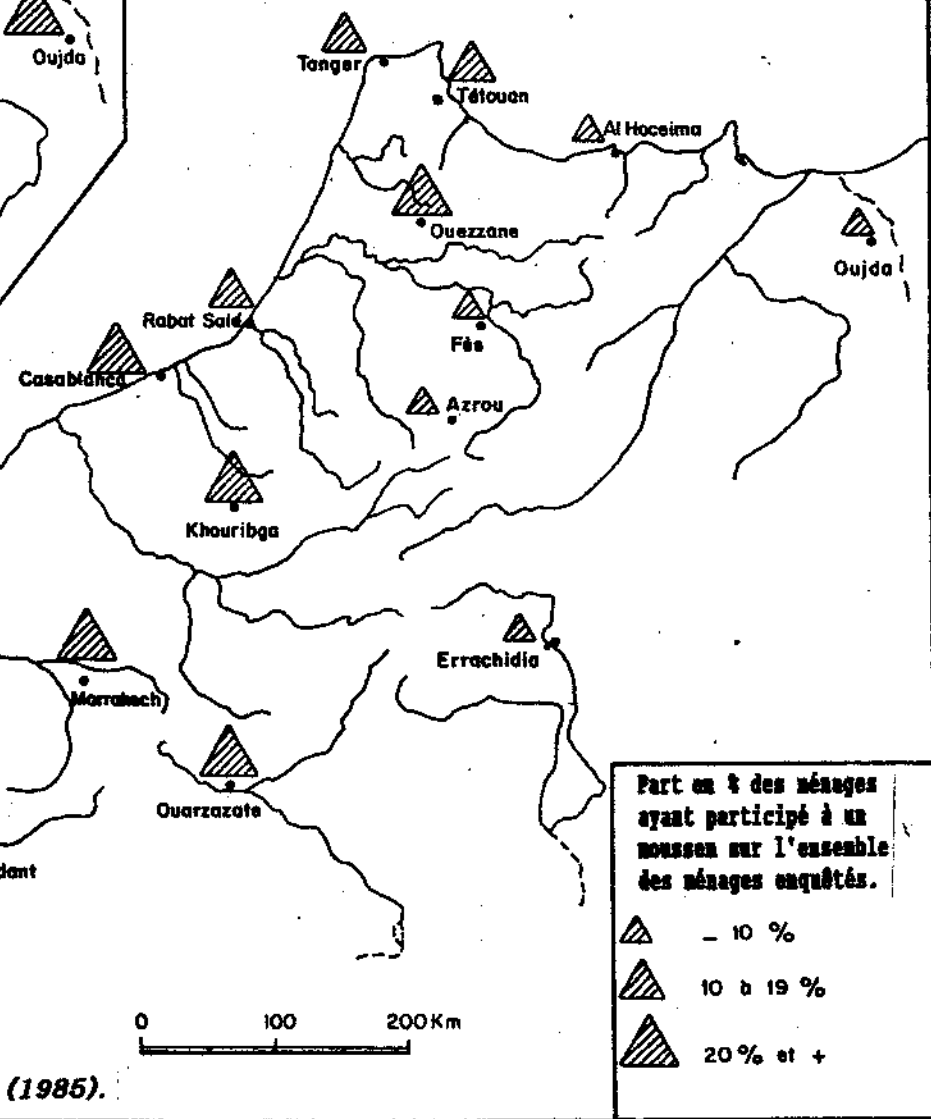 Oujda
Tanger
Tétouan
Al Hoceima
Ouezzane
Oujda
Rabat Salé
Fès
Casablanca
Azrou
Khouribga
Errachidia
Marrakech
Ouarzazate
dant
Part en % des ménages
ayant participé à un
moussem sur l'ensemble
des ménages enquêtés.
_ 10 %
10 à 19 %
20 % et +
0 100 200 Km
(1985).